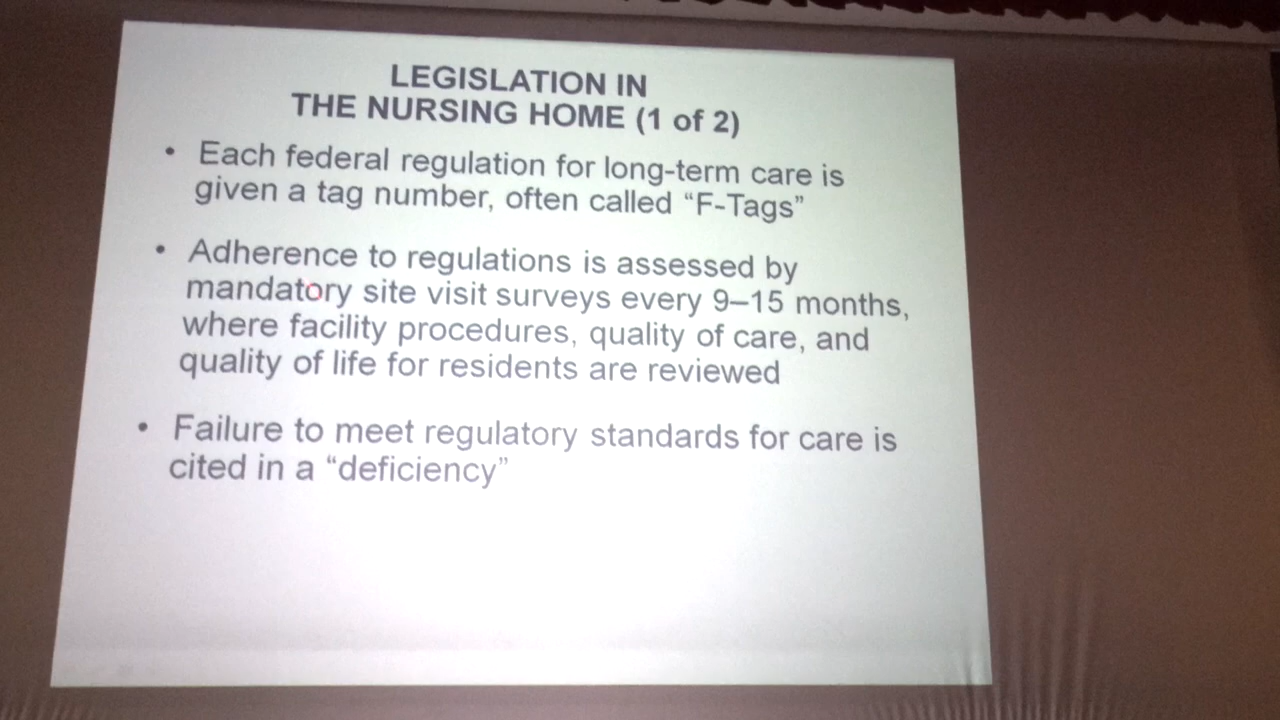 LEGISLATION IN
THE NURSING HOME (1 of 2)
• Each federal regulation for long-term care is
given a tag number, often called “F-Tags”
• Adherence to regulations is assessed by
mandatory site visit surveys every 9–15 months,
where facility procedures, quality of care, and
quality of life for residents are reviewed
• Failure to meet regulatory standards for care is
cited in a “deficiency”